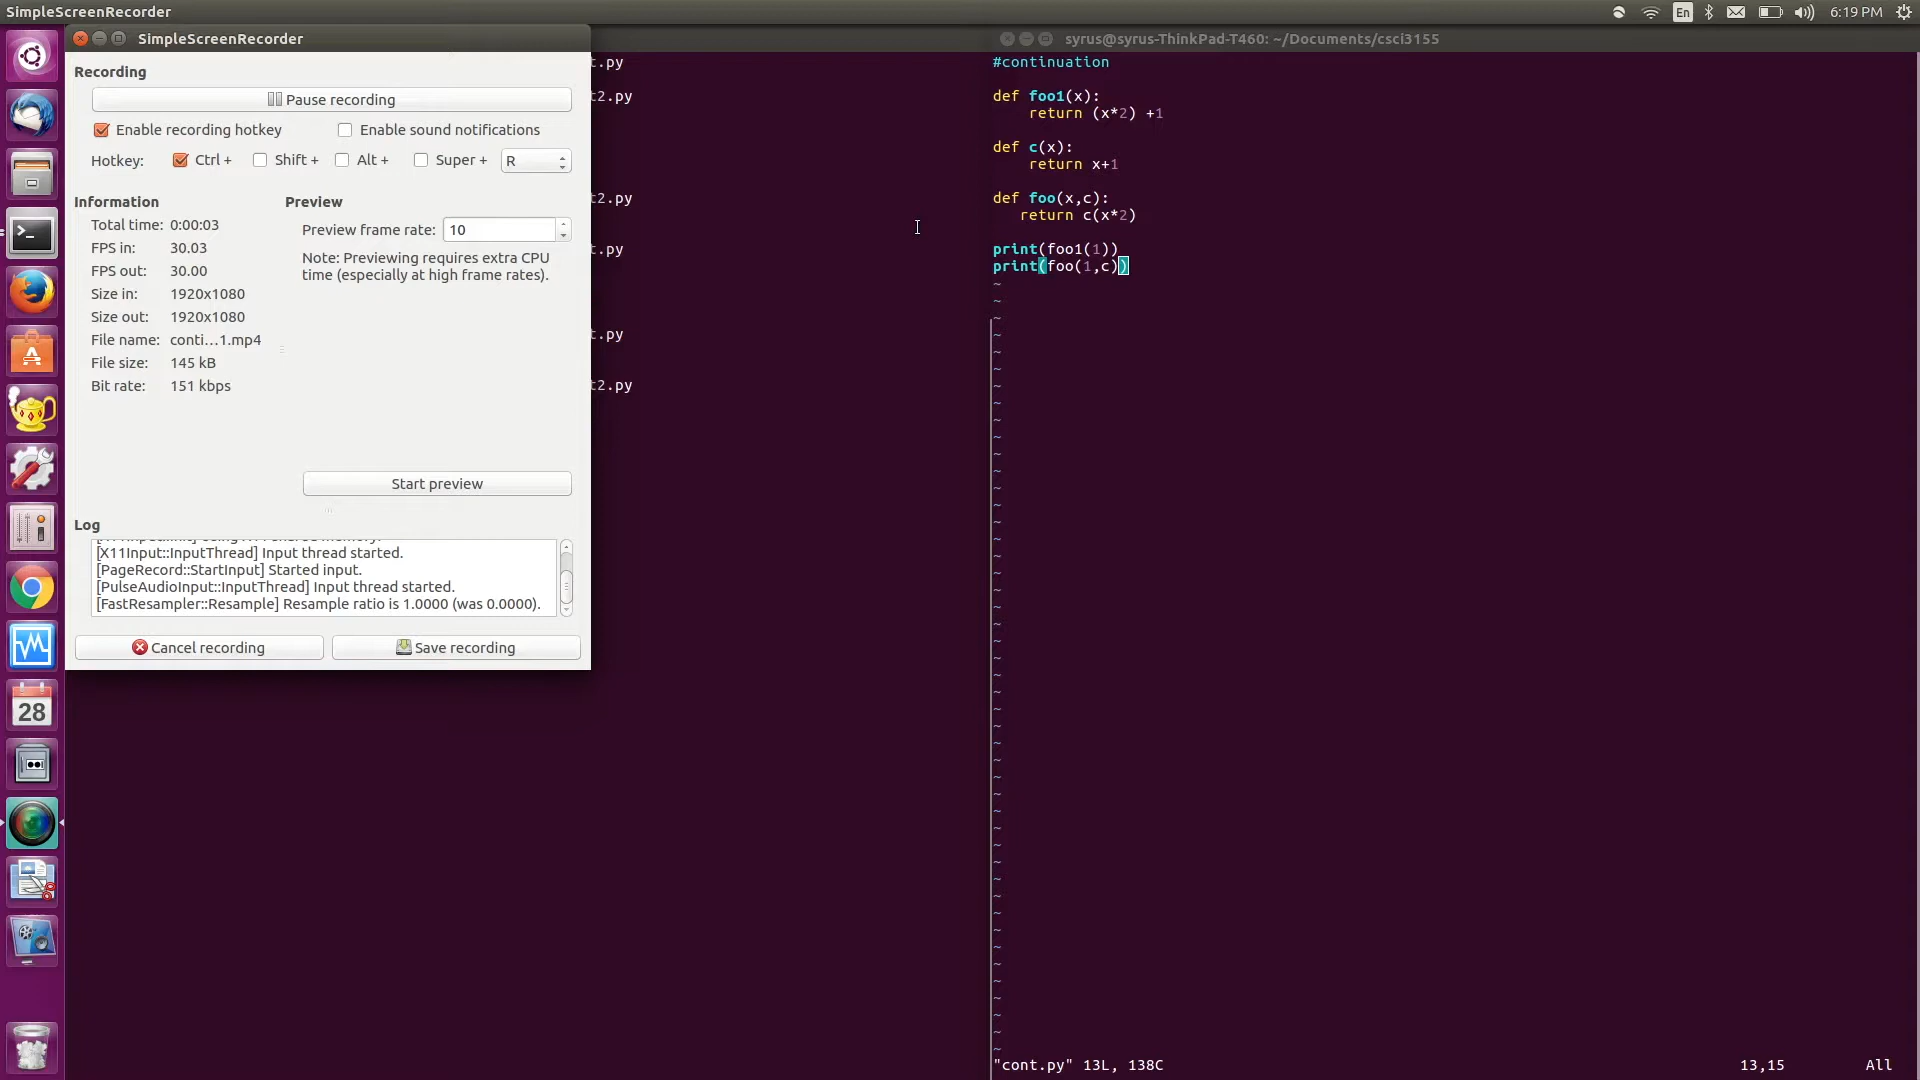 SimpleScreenRecorder
En
6:19 PM
SimpleScreenRecorder
Recording
Pause recording
Enable recording hotkey
Enable sound notifications
Hotkey:
Ctrl +
Shift +
Alt +
Super +
R
Information
Total time: 0:00:03
FPS in: 30.03
FPS out: 30.00
Size in: 1920x1080
Size out: 1920x1080
File name: conti...1.mp4
File size: 145 kB
Bit rate: 151 kbps
Preview
Preview frame rate: 10
Note: Previewing requires extra CPU
time (especially at high frame rates).
Start preview
Log
[X11Input::InputThread] Input thread started.
[PageRecord::StartInput] Started input.
[PulseAudioInput::InputThread] Input thread started.
[FastResampler::Resample] Resample ratio is 1.0000 (was 0.0000).
Cancel recording
Save recording
28
t.py
t2.py
t2.py
t.py
t.py
t2.py
syrus@syrus-ThinkPad-T460: ~/Documents/csci3155
#continuation
def foo1(x):
return (x*2) +1
def c(x):
return x+1
def foo(x,c):
return c(x*2)
print(foo1(1))
print(foo(1,c))
"cont.py" 13L, 138C
13,15
All